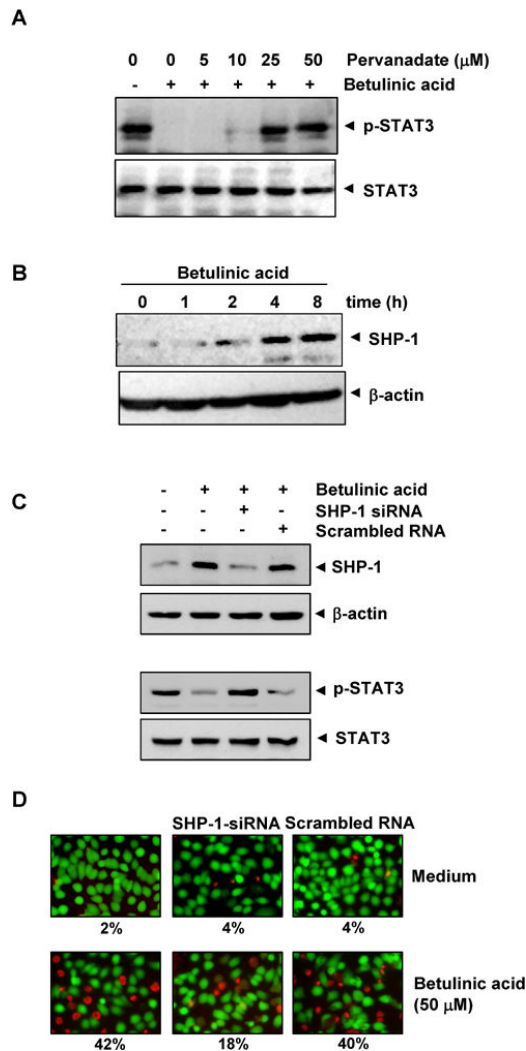 A
0 0 5 10 25 50 Pervanadate (μM)
- + + + + + Betulinic acid
p-STAT3
STAT3
B
Betulinic acid
0 1 2 4 8 time (h)
SHP-1
β-actin
C
- + + + Betulinic acid
- - + - SHP-1 siRNA
- - - + Scrambled RNA
SHP-1
β-actin
p-STAT3
STAT3
D
SHP-1-siRNA Scrambled RNA
Medium
2% 4% 4%
Betulinic acid
(50 μM)
42% 18% 40%